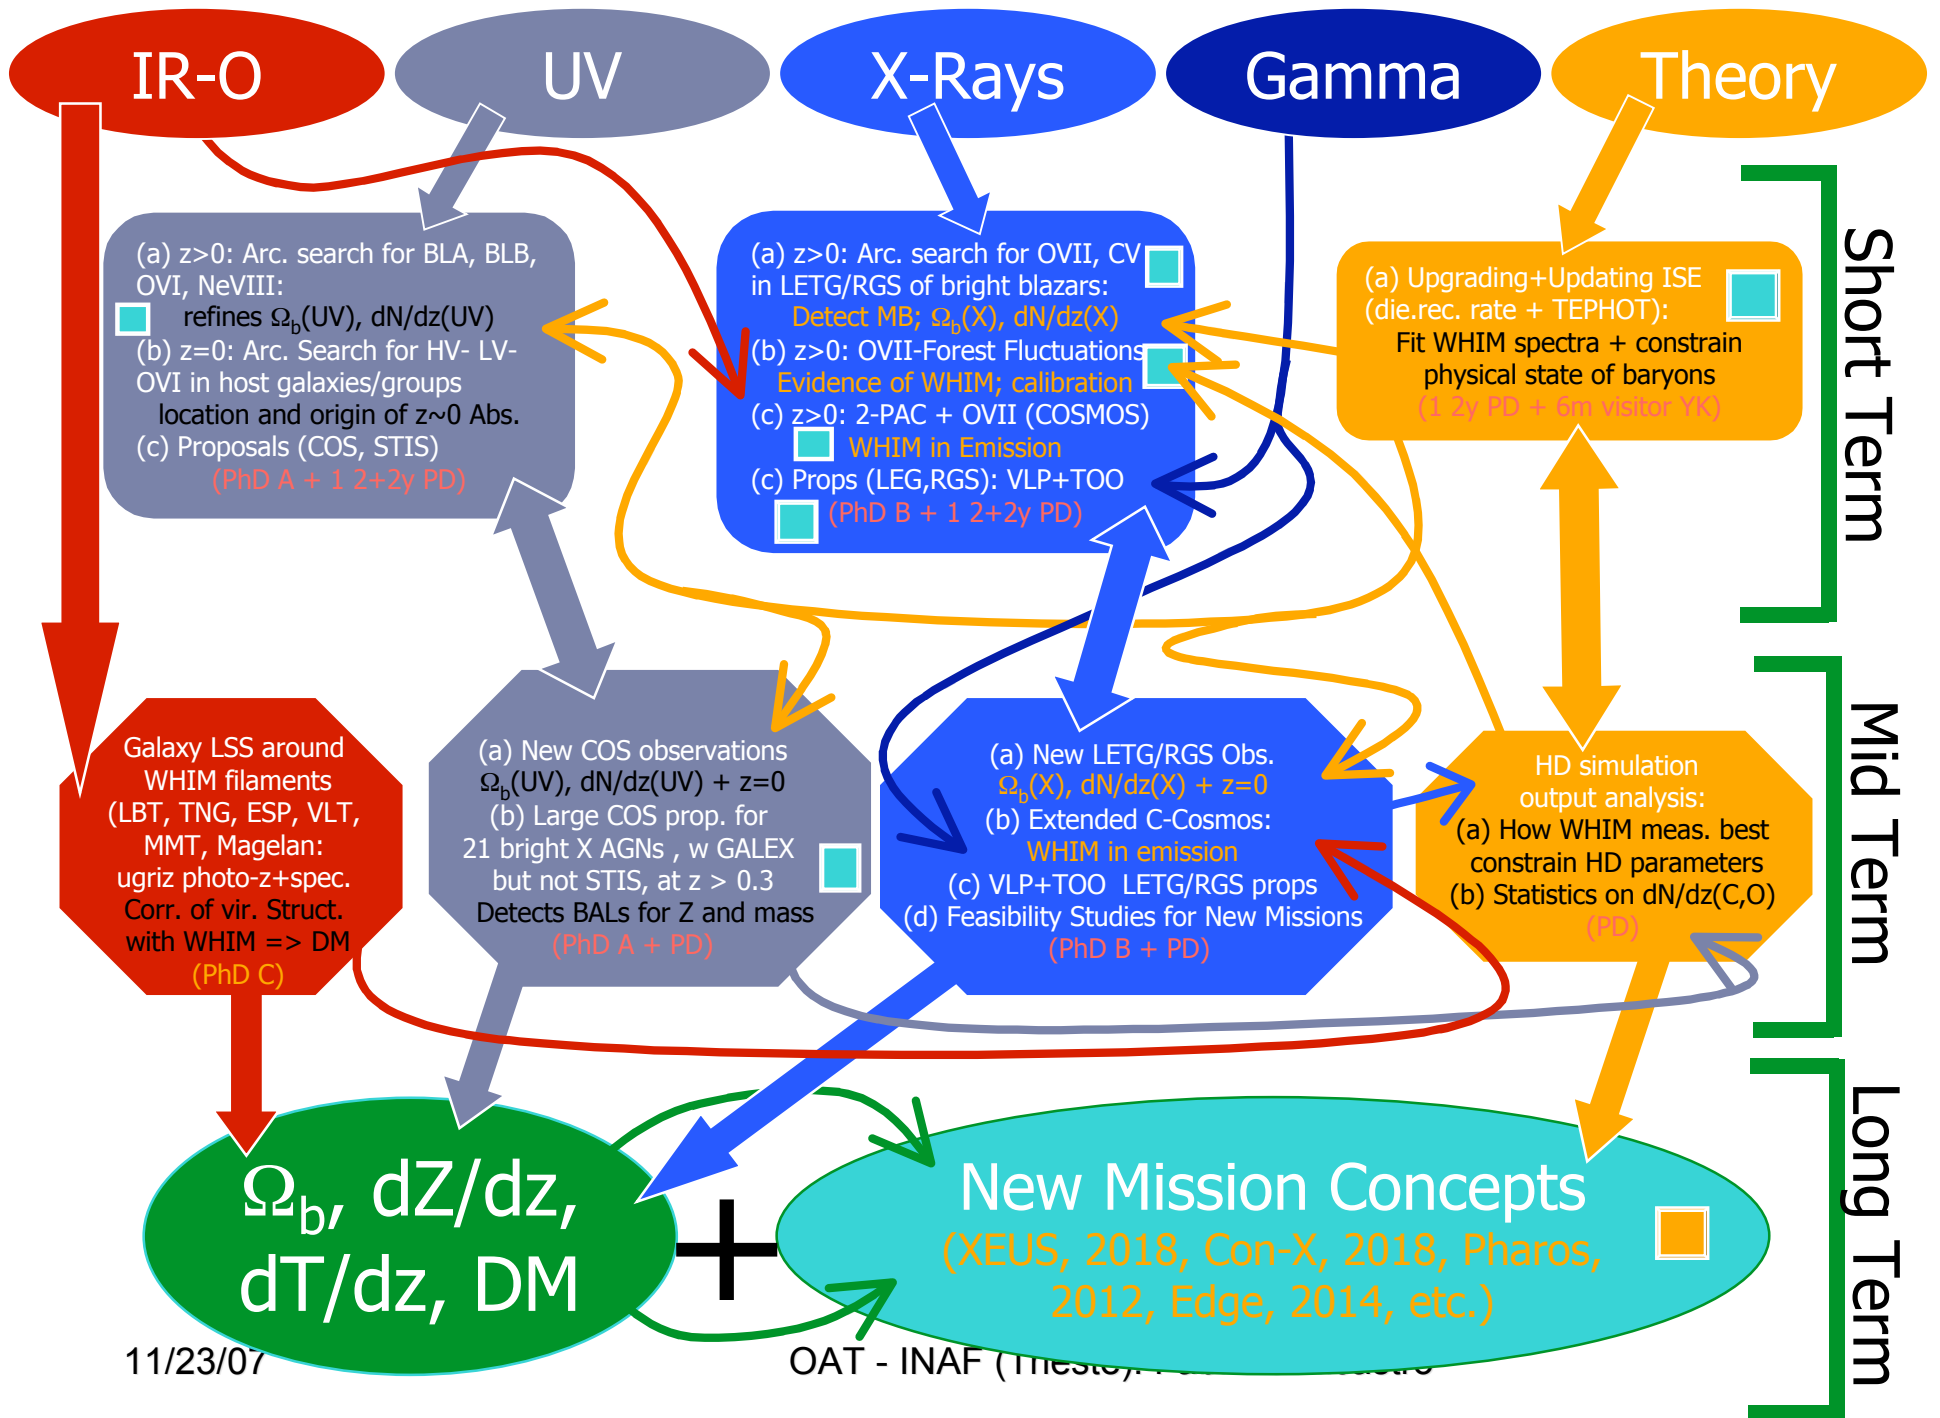 IR-O
UV
X-Rays
Gamma
Theory
(a) z>0: Arc. search for BLA, BLB,
OVI, NeVIII:
refines Ωb(UV), dN/dz(UV)
(b) z=0: Arc. Search for HV- LV-
OVI in host galaxies/groups
location and origin of z~0 Abs.
(c) Proposals (COS, STIS)
(PhD A + 1 2+2y PD)
(a) z>0: Arc. search for OVII, CV
in LETG/RGS of bright blazars:
Detect MB; Ωb(X), dN/dz(X)
(b) z>0: OVII-Forest Fluctuations
Evidence of WHIM; calibration
(c) z>0: 2-PAC + OVII (COSMOS)
WHIM in Emission
(c) Props (LEG,RGS): VLP+TOO
(PhD B + 1 2+2y PD)
(a) Upgrading+Updating ISE
(die.rec. rate + TEPHOT):
Fit WHIM spectra + constrain
physical state of baryons
(1 2y PD + 6m visitor YK)
Short Term
Galaxy LSS around
WHIM filaments
(LBT, TNG, ESP, VLT,
MMT, Magelan:
ugriz photo-z+spec.
Corr. of vir. Struct.
with WHIM => DM
(PhD C)
(a) New COS observations
Ωb(UV), dN/dz(UV) + z=0
(b) Large COS prop. for
21 bright X AGNs , w GALEX
but not STIS, at z > 0.3
Detects BALs for Z and mass
(PhD A + PD)
(a) New LETG/RGS Obs.
Ωb(X), dN/dz(X) + z=0
(b) Extended C-Cosmos:
WHIM in emission
(c) VLP+TOO LETG/RGS props
(d) Feasibility Studies for New Missions
(PhD B + PD)
HD simulation
output analysis:
(a) How WHIM meas. best
constrain HD parameters
(b) Statistics on dN/dz(C,O)
(PD)
Mid Term
Ωb, dZ/dz,
dT/dz, DM
+
New Mission Concepts
(XEUS, 2018, Con-X, 2018, Pharos,
2012, Edge, 2014, etc.)
Long Term
11/23/07
OAT - INAF (Trieste):